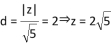 d = |z|/√5 = 2 ⇒ z = 2√5